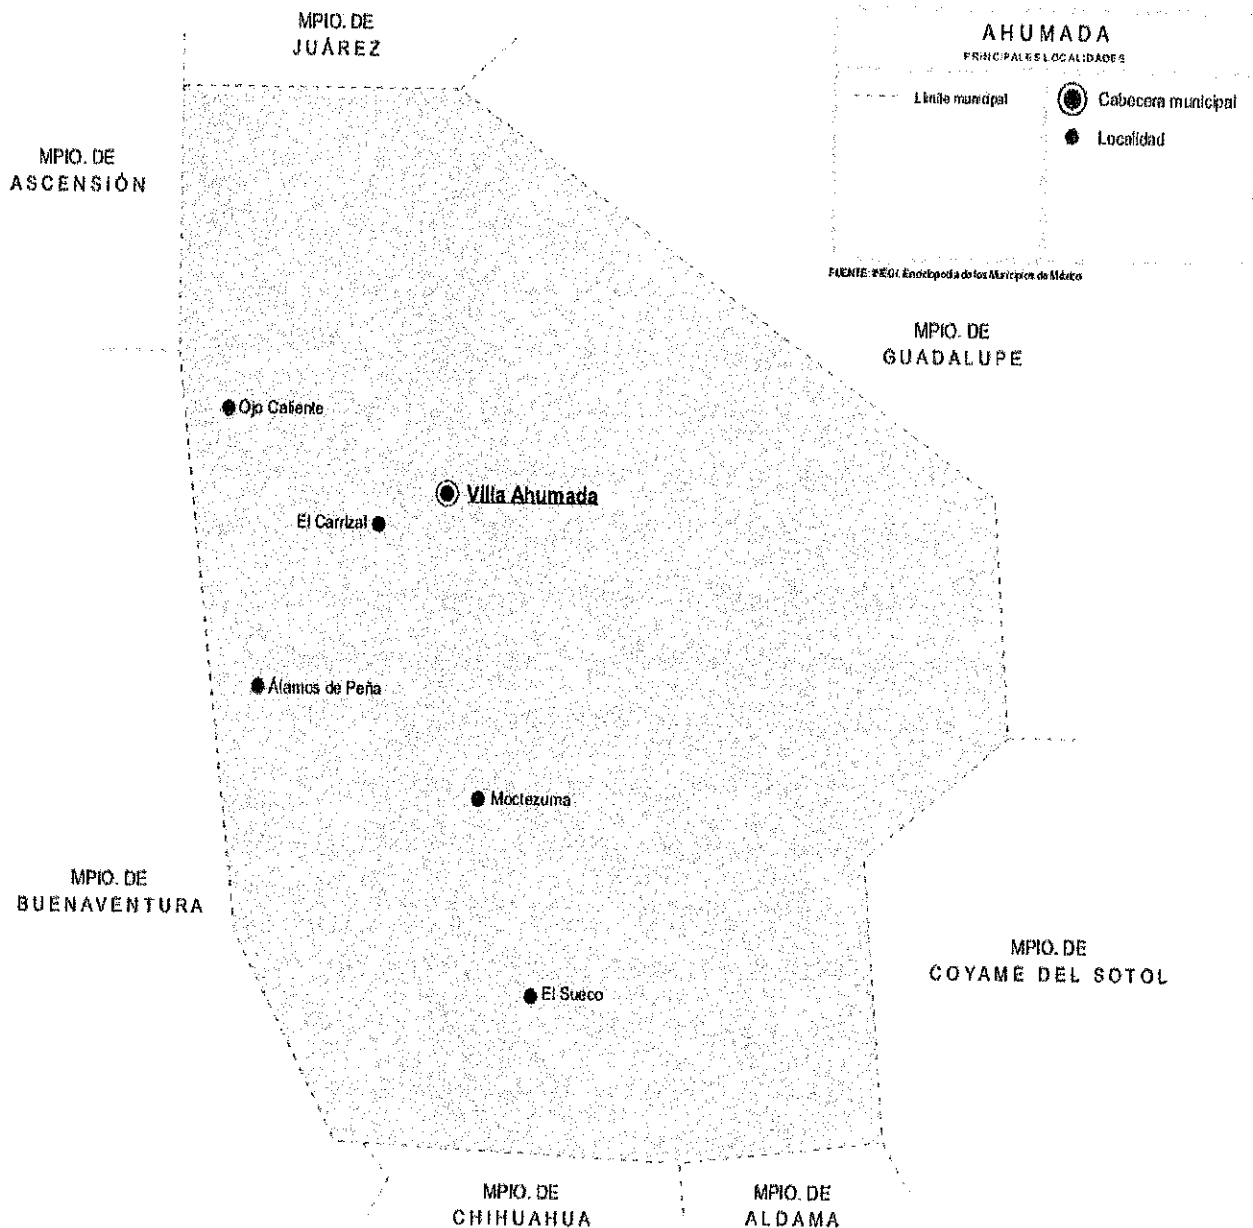 MPIO. DE
JUÁREZ
AHUMADA
PRINCIPALES LOCALIDADES
Límite municipal
Cabecera municipal
Localidad
FUENTE: INEGI. Enciclopedia de los Municipios de México
MPIO. DE
ASCENSIÓN
MPIO. DE
GUADALUPE
Ojo Caliente
Villa Ahumada
El Carrizal
Álamos de Peña
Moctezuma
MPIO. DE
BUENAVENTURA
MPIO. DE
COYAME DEL SOTOL
El Sueco
MPIO. DE
CHIHUAHUA
MPIO. DE
ALDAMA